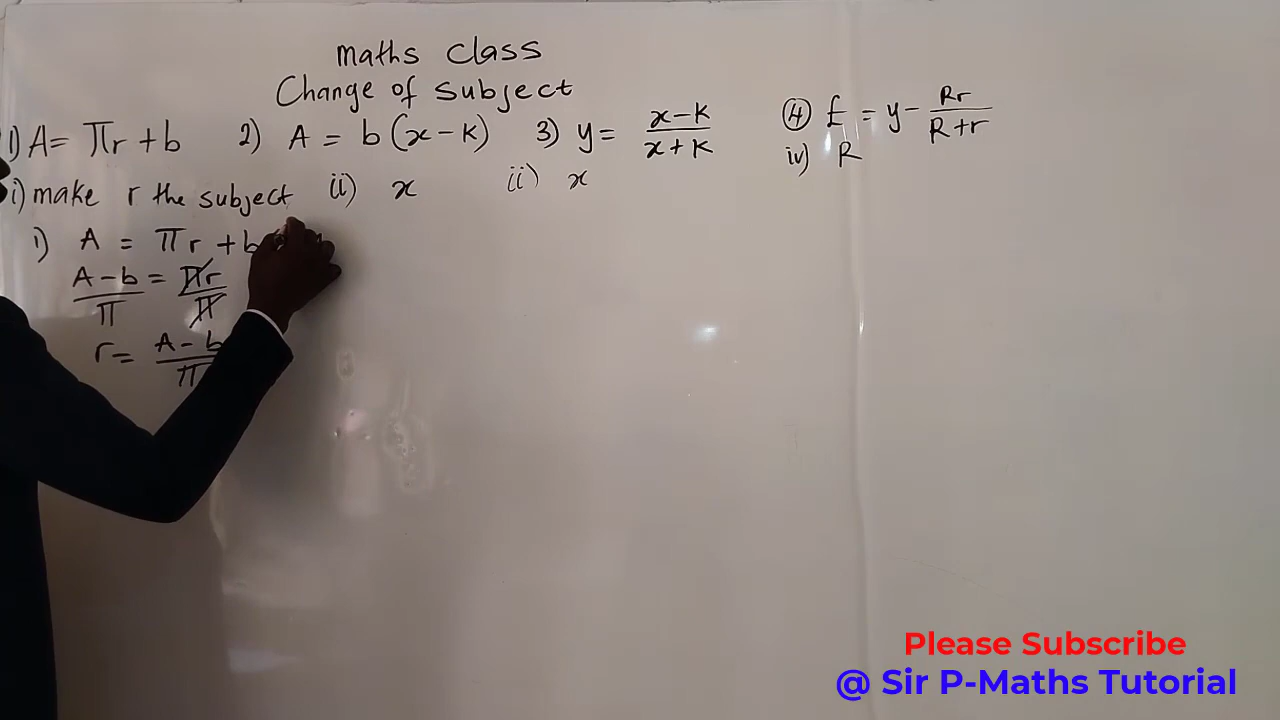 maths class
Change of subject
1) A = πr + b 2) A = b(x - k) 3) y = x - k / x + k ④ £ = y - Rr / R + r
i) make r the subject ii) x ii) x iv) R
1) A = πr + b
A - b / π = πr / π
r = A - b / π
Please Subscribe
@ Sir P-Maths Tutorial